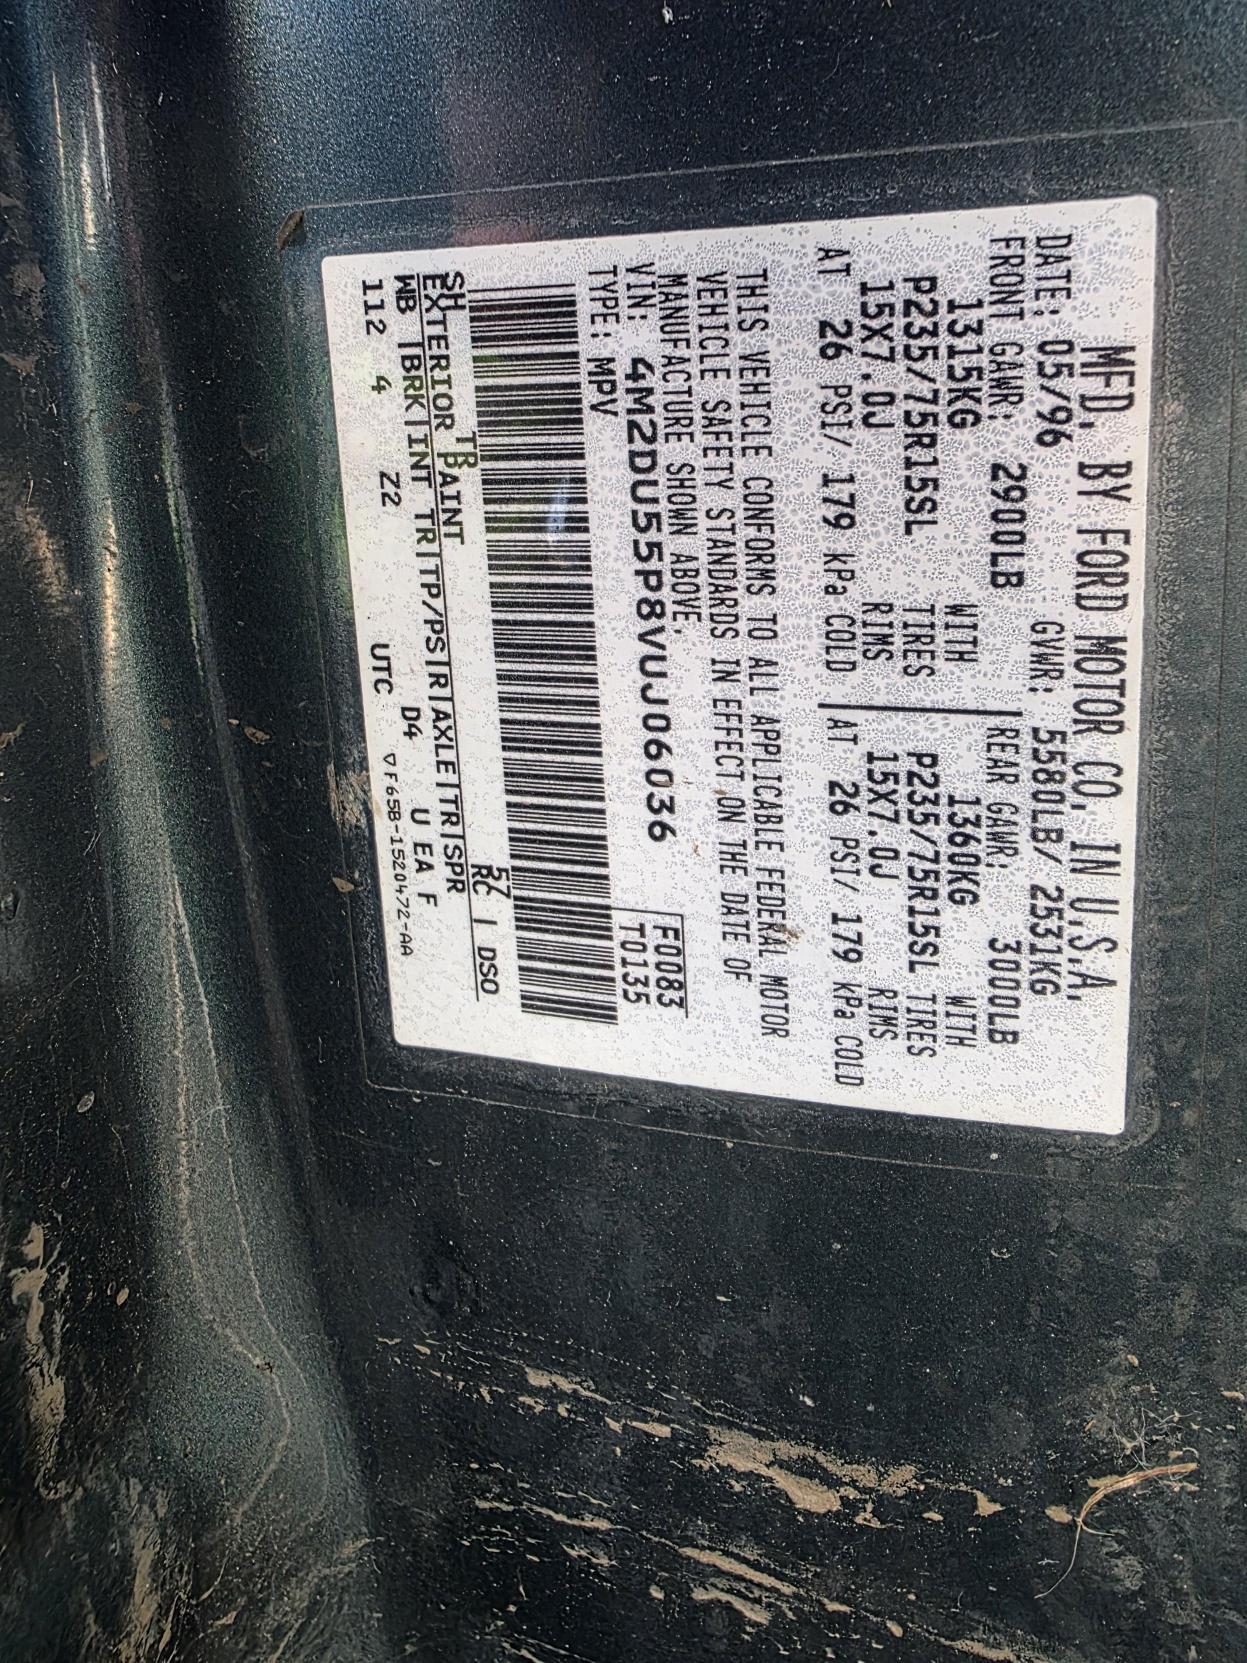 MFD. BY FORD MOTOR CO. IN U.S.A.
DATE: 05/96 GVWR: 5580LB/ 2531KG
FRONT GAWR: 2900LB REAR GAWR: 3000LB
1315KG WITH 1360KG WITH
P235/75R15SL TIRES P235/75R15SL TIRES
15X7.0J RIMS 15X7.0J RIMS
AT 26 PSI/ 179 kPa COLD AT 26 PSI/ 179 kPa COLD
THIS VEHICLE CONFORMS TO ALL APPLICABLE FEDERAL MOTOR
VEHICLE SAFETY STANDARDS IN EFFECT ON THE DATE OF
MANUFACTURE SHOWN ABOVE.
VIN: 4M2DU55P8VUJ06036 F0083
TYPE: MPV T0135
SH TB 57
EXTERIOR PAINT RC | DSO
WB |BRK|INT TR|TP/PS|R|AXLE|TR|SPR
112 4 Z2 D4 U EA F
UTC ▽F65B-1520472-AA